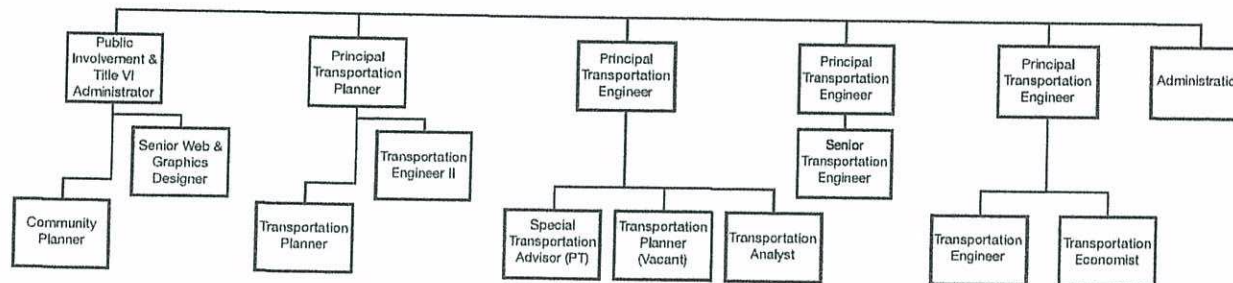 Public
Involvement &
Title VI
Administrator
Principal
Transportation
Planner
Principal
Transportation
Engineer
Principal
Transportation
Engineer
Principal
Transportation
Engineer
Administratio
Senior Web &
Graphics
Designer
Transportation
Engineer II
Senior
Transportation
Engineer
Community
Planner
Transportation
Planner
Special
Transportation
Advisor (PT)
Transportation
Planner
(Vacant)
Transportation
Analyst
Transportation
Engineer
Transportation
Economist